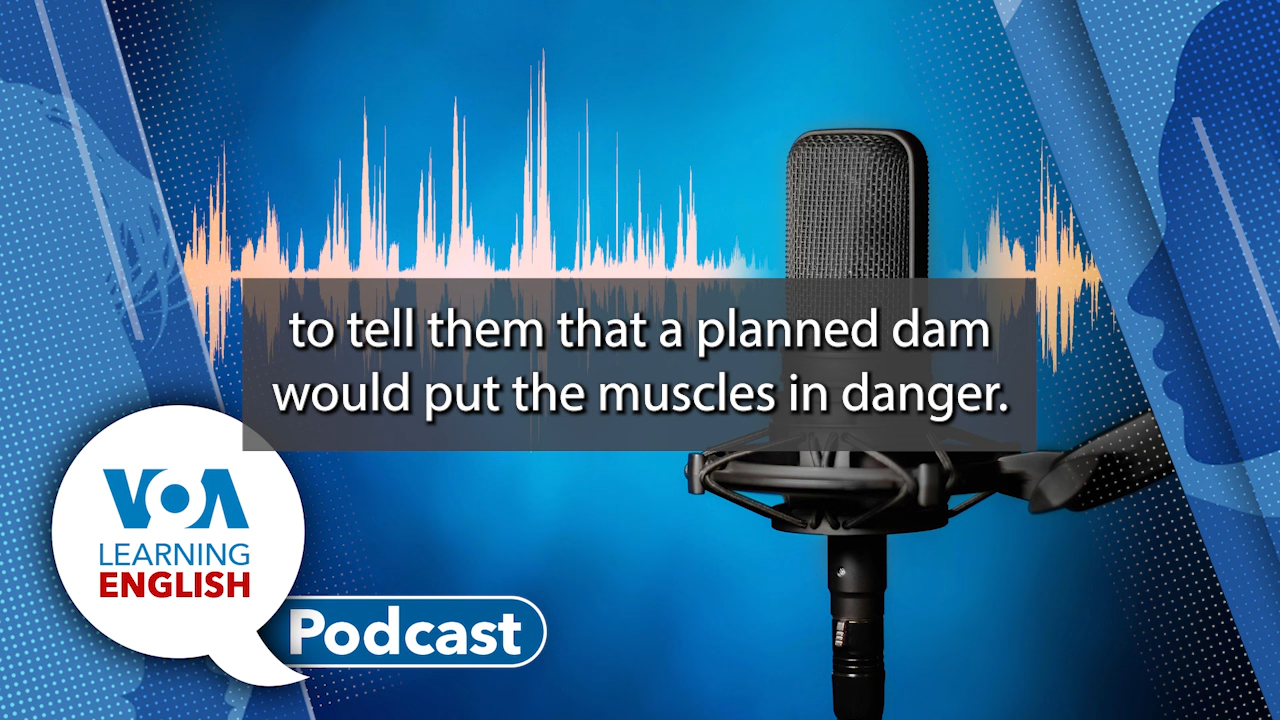 to tell them that a planned dam
would put the muscles in danger.
VOA
LEARNING
ENGLISH
Podcast